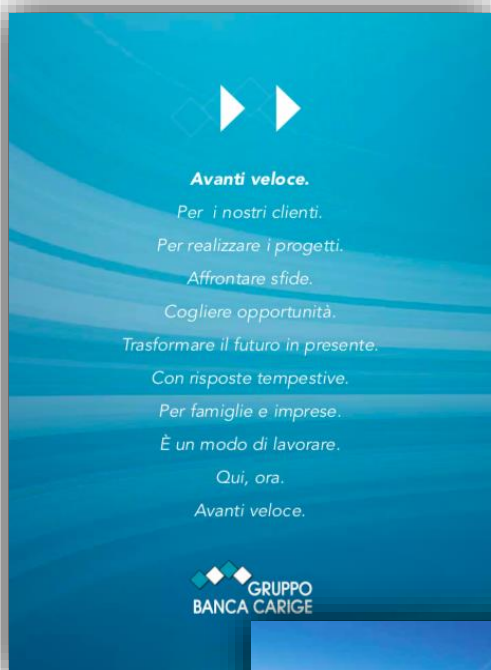 Avanti veloce.
Per i nostri clienti.
Per realizzare i progetti.
Affrontare sfide.
Cogliere opportunità.
Trasformare il futuro in presente.
Con risposte tempestive.
Per famiglie e imprese.
È un modo di lavorare.
Qui, ora.
Avanti veloce.
GRUPPO
BANCA CARIGE